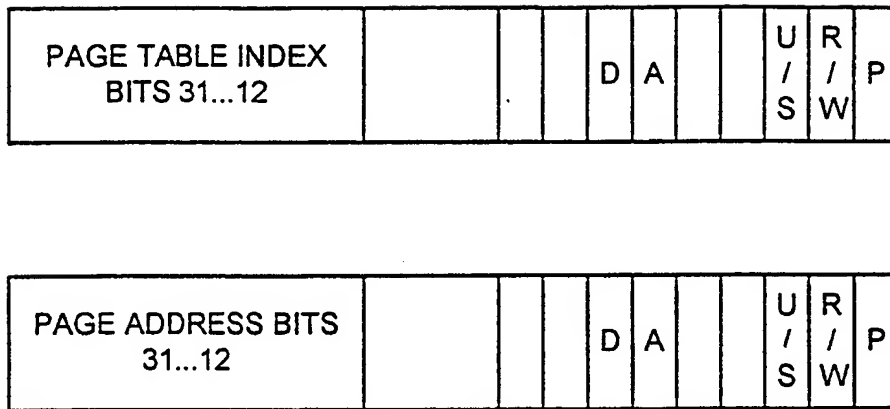 PAGE TABLE INDEX
BITS 31...12
D A U/S R/W P
PAGE ADDRESS BITS
31...12
D A U/S R/W P